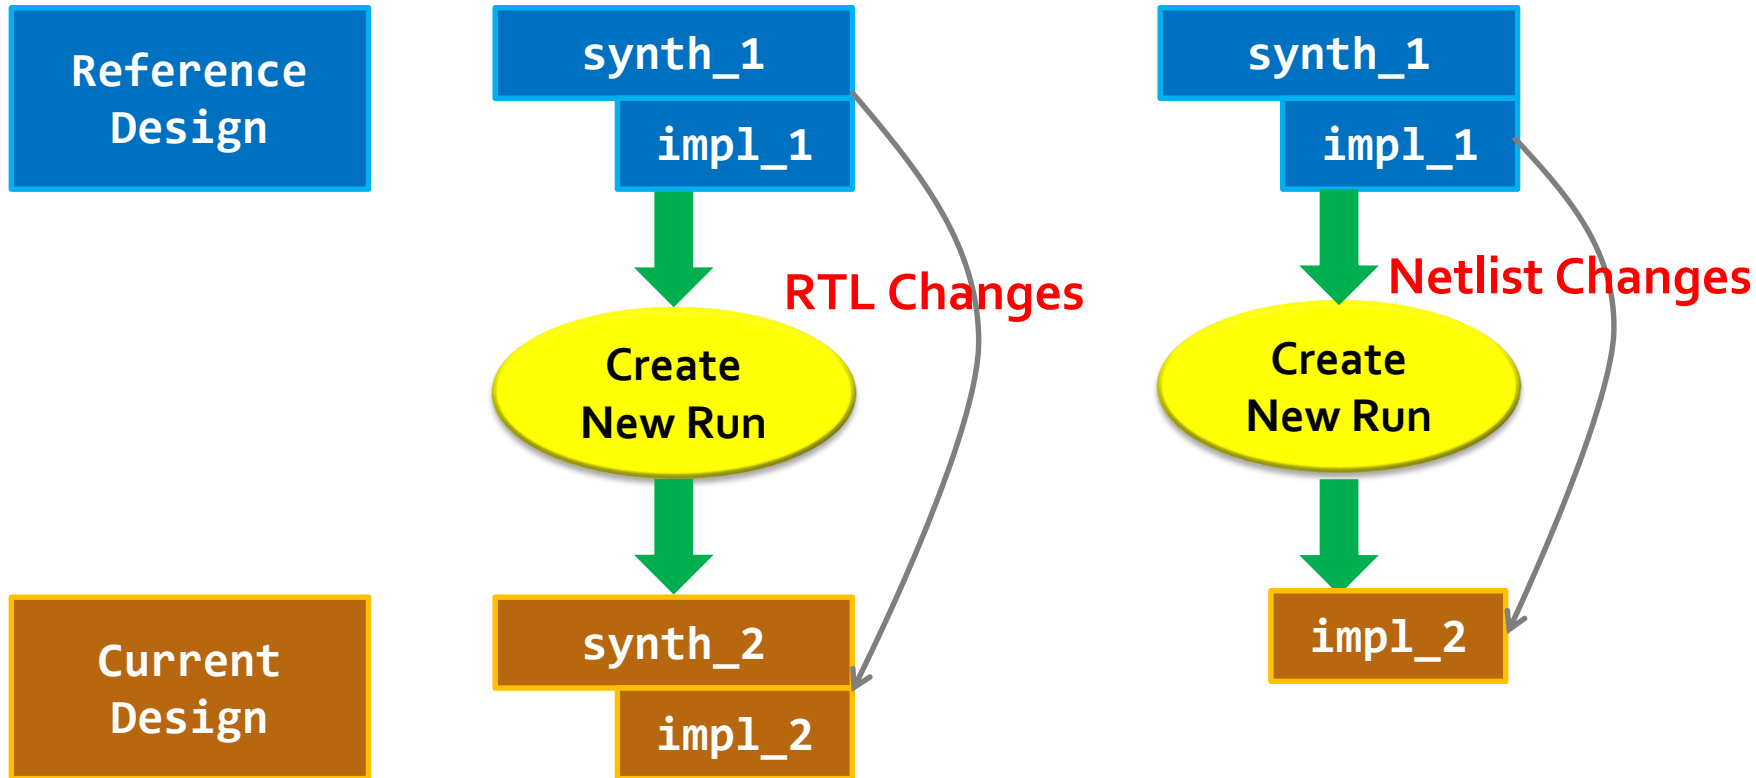 Reference
Design
synth_1
impl_1
synth_1
impl_1
RTL Changes
Netlist Changes
Create
New Run
Create
New Run
Current
Design
synth_2
impl_2
impl_2